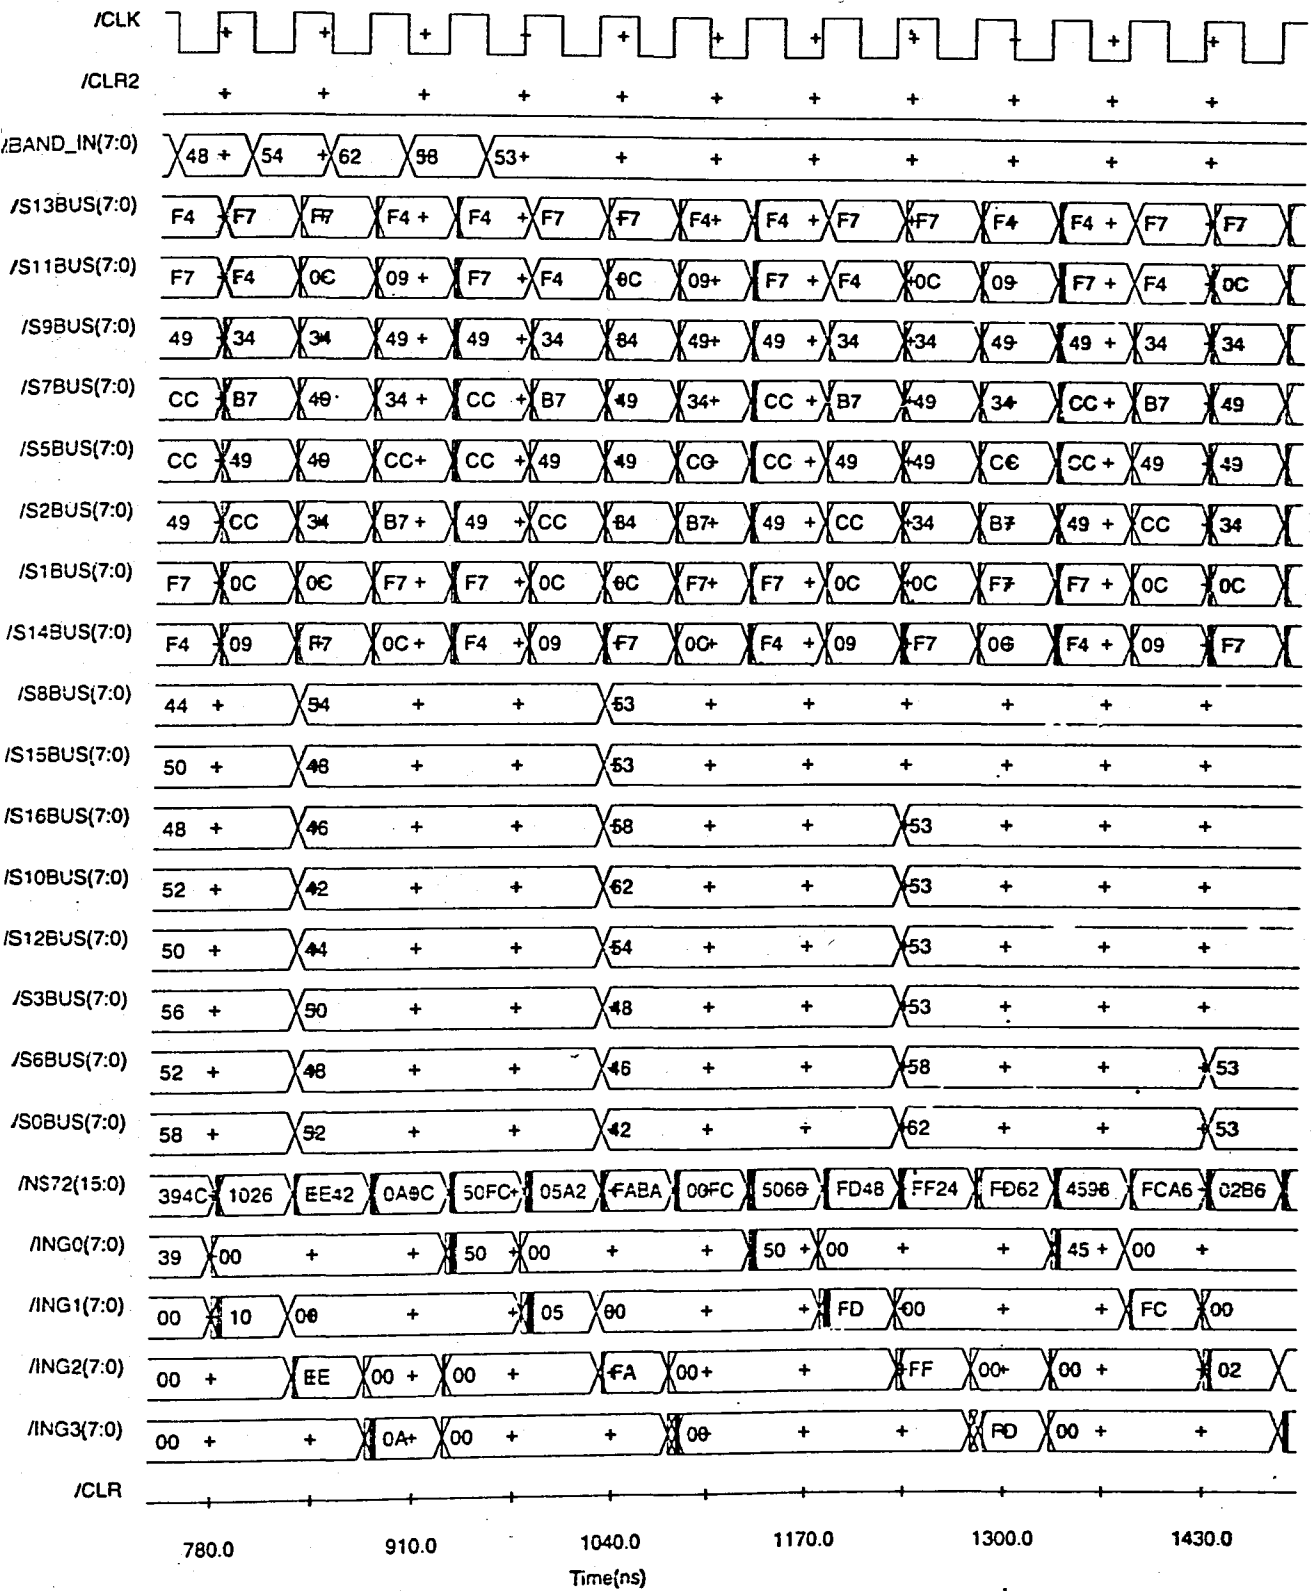 /CLK
/CLR2
/BAND_IN(7:0) 48 54 62 58 53
/S13BUS(7:0) F4 F7 F7 F4 F4 F7 F7 F4 F4 F7 F7 F4 F4 F7 F7
/S11BUS(7:0) F7 F4 0C 09 F7 F4 0C 09 F7 F4 0C 09 F7 F4 0C
/S9BUS(7:0) 49 34 34 49 49 34 34 49 49 34 34 49 49 34 34
/S7BUS(7:0) CC B7 49 34 CC B7 49 34 CC B7 49 34 CC B7 49
/S5BUS(7:0) CC 49 49 CC CC 49 49 CC CC 49 49 CC CC 49 49
/S2BUS(7:0) 49 CC 34 B7 49 CC 34 B7 49 CC 34 B7 49 CC 34
/S1BUS(7:0) F7 0C 0C F7 F7 0C 0C F7 F7 0C 0C F7 F7 0C 0C
/S14BUS(7:0) F4 09 F7 0C F4 09 F7 0C F4 09 F7 0C F4 09 F7
/S8BUS(7:0) 44 54 53
/S15BUS(7:0) 50 48 53
/S16BUS(7:0) 48 46 58 53
/S10BUS(7:0) 52 42 62 53
/S12BUS(7:0) 50 44 54 53
/S3BUS(7:0) 56 50 48 53
/S6BUS(7:0) 52 48 46 58 53
/S0BUS(7:0) 58 52 42 62 53
/N$72(15:0) 394C 1026 EE42 0A9C 50FC 05A2 FABA 00FC 5066 FD48 FF24 FD62 4596 FCA6 02B6
/ING0(7:0) 39 00 50 00 50 00 45 00
/ING1(7:0) 00 10 00 05 00 FD 00 FC 00
/ING2(7:0) 00 EE 00 00 FA 00 FF 00 00 02
/ING3(7:0) 00 0A 00 00 FD 00
/CLR
780.0 910.0 1040.0 1170.0 1300.0 1430.0
Time(ns)